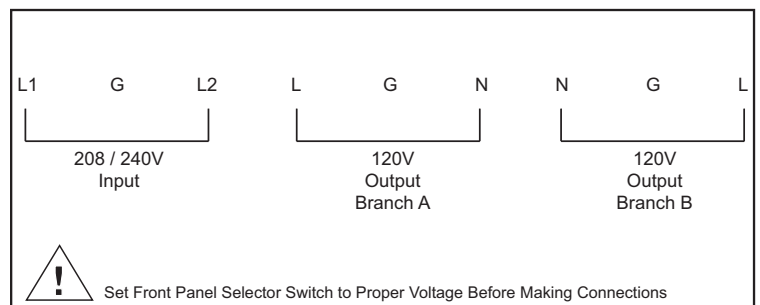 L1 G L2 L G N N G L
208 / 240V 120V 120V
Input Output Output
Branch A Branch B
! Set Front Panel Selector Switch to Proper Voltage Before Making Connections